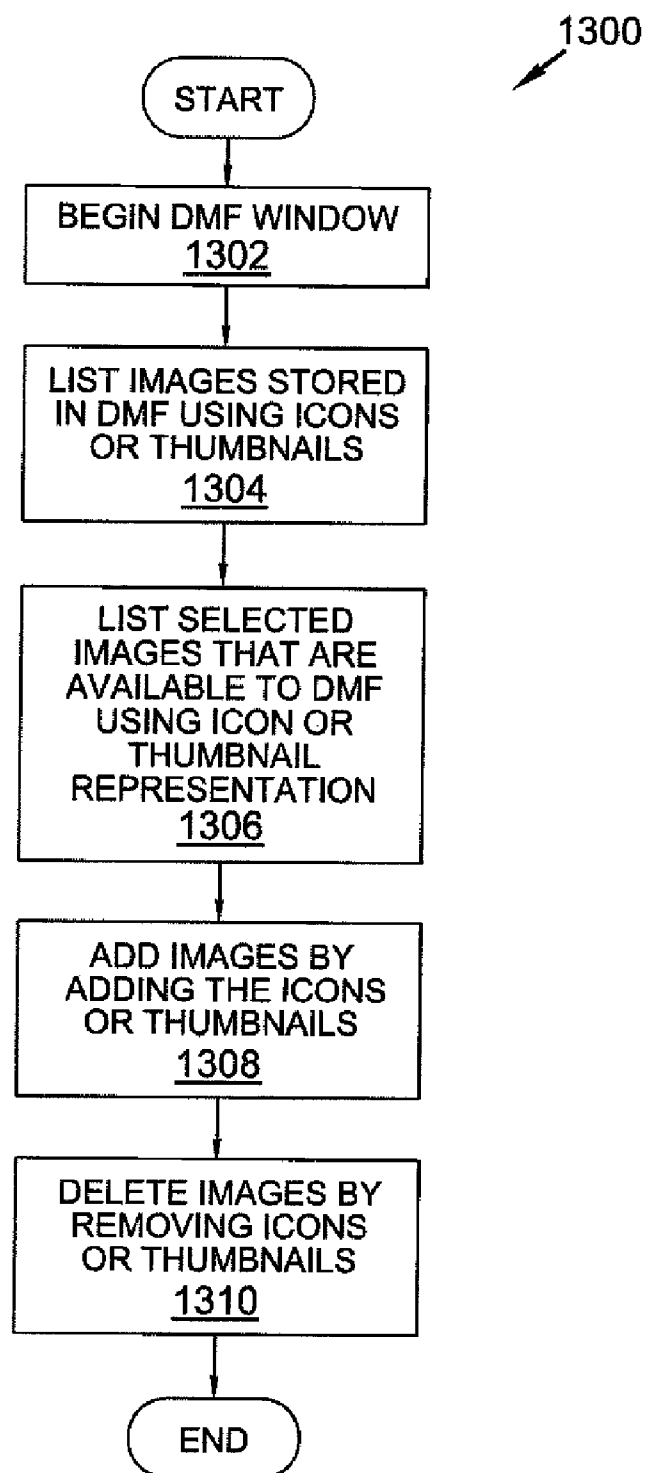 1300
START
BEGIN DMF WINDOW
1302
LIST IMAGES STORED
IN DMF USING ICONS
OR THUMBNAILS
1304
LIST SELECTED
IMAGES THAT ARE
AVAILABLE TO DMF
USING ICON OR
THUMBNAIL
REPRESENTATION
1306
ADD IMAGES BY
ADDING THE ICONS
OR THUMBNAILS
1308
DELETE IMAGES BY
REMOVING ICONS
OR THUMBNAILS
1310
END